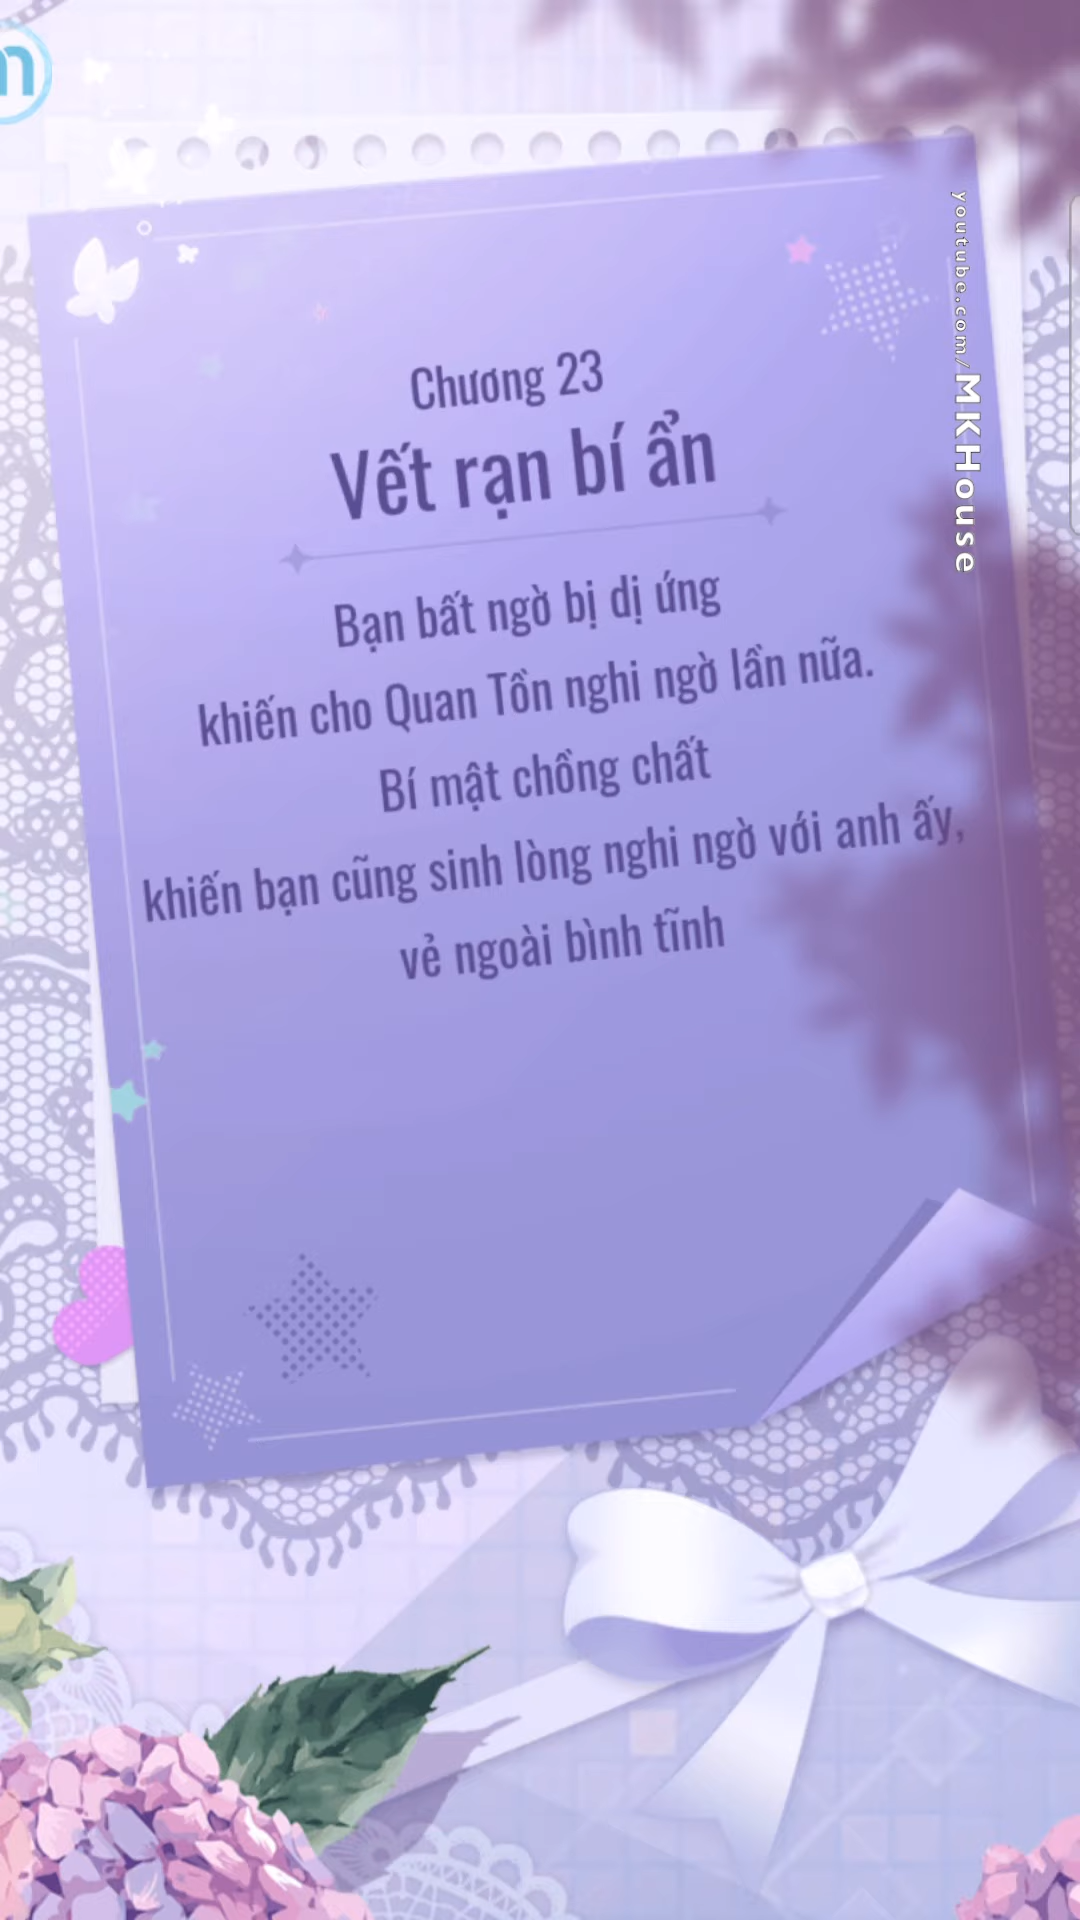 Chương 23
Vết rạn bí ẩn
Bạn bất ngờ bị dị ứng
khiến cho Quan Tồn nghi ngờ lần nữa.
Bí mật chồng chất
khiến bạn cũng sinh lòng nghi ngờ với anh ấy,
vẻ ngoài bình tĩnh
youtube.com/MKHouse